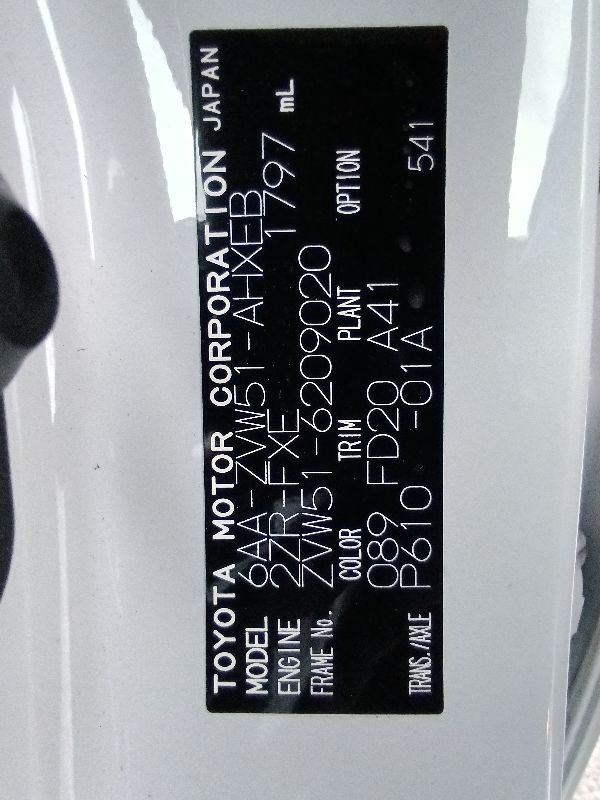 TOYOTA MOTOR CORPORATION JAPAN
MODEL 6AA-ZVW51-AHXEB
ENGINE 2ZR-FXE 1797 mL
FRAME No. ZVW51-6209020
COLOR TRIM PLANT OPTION
089 FD20 A41
TRANS./AXLE P610 -01A 541